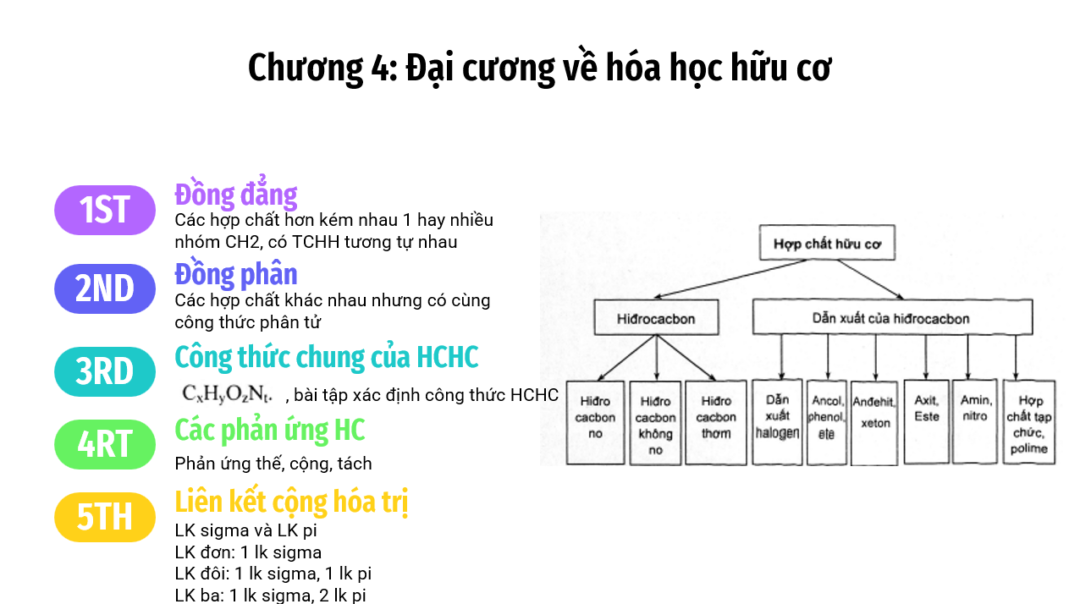 Chương 4: Đại cương về hóa học hữu cơ
1ST
Đồng đẳng
Các hợp chất hơn kém nhau 1 hay nhiều
nhóm CH2, có TCHH tương tự nhau
2ND
Đồng phân
Các hợp chất khác nhau nhưng có cùng
công thức phân tử
3RD
Công thức chung của HCHC
CxHyOzNt. , bài tập xác định công thức HCHC
4RT
Các phản ứng HC
Phản ứng thế, cộng, tách
5TH
Liên kết cộng hóa trị
LK sigma và LK pi
LK đơn: 1 lk sigma
LK đôi: 1 lk sigma, 1 lk pi
LK ba: 1 lk sigma, 2 lk pi
Hợp chất hữu cơ
Hiđrocacbon
Dẫn xuất của hiđrocacbon
Hiđro
cacbon
no
Hiđro
cacbon
không
no
Hiđro
cacbon
thơm
Dẫn
xuất
halogen
Ancol,
phenol,
ete
Anđehit,
xeton
Axit,
Este
Amin,
nitro
Hợp
chất tạp
chức,
polime